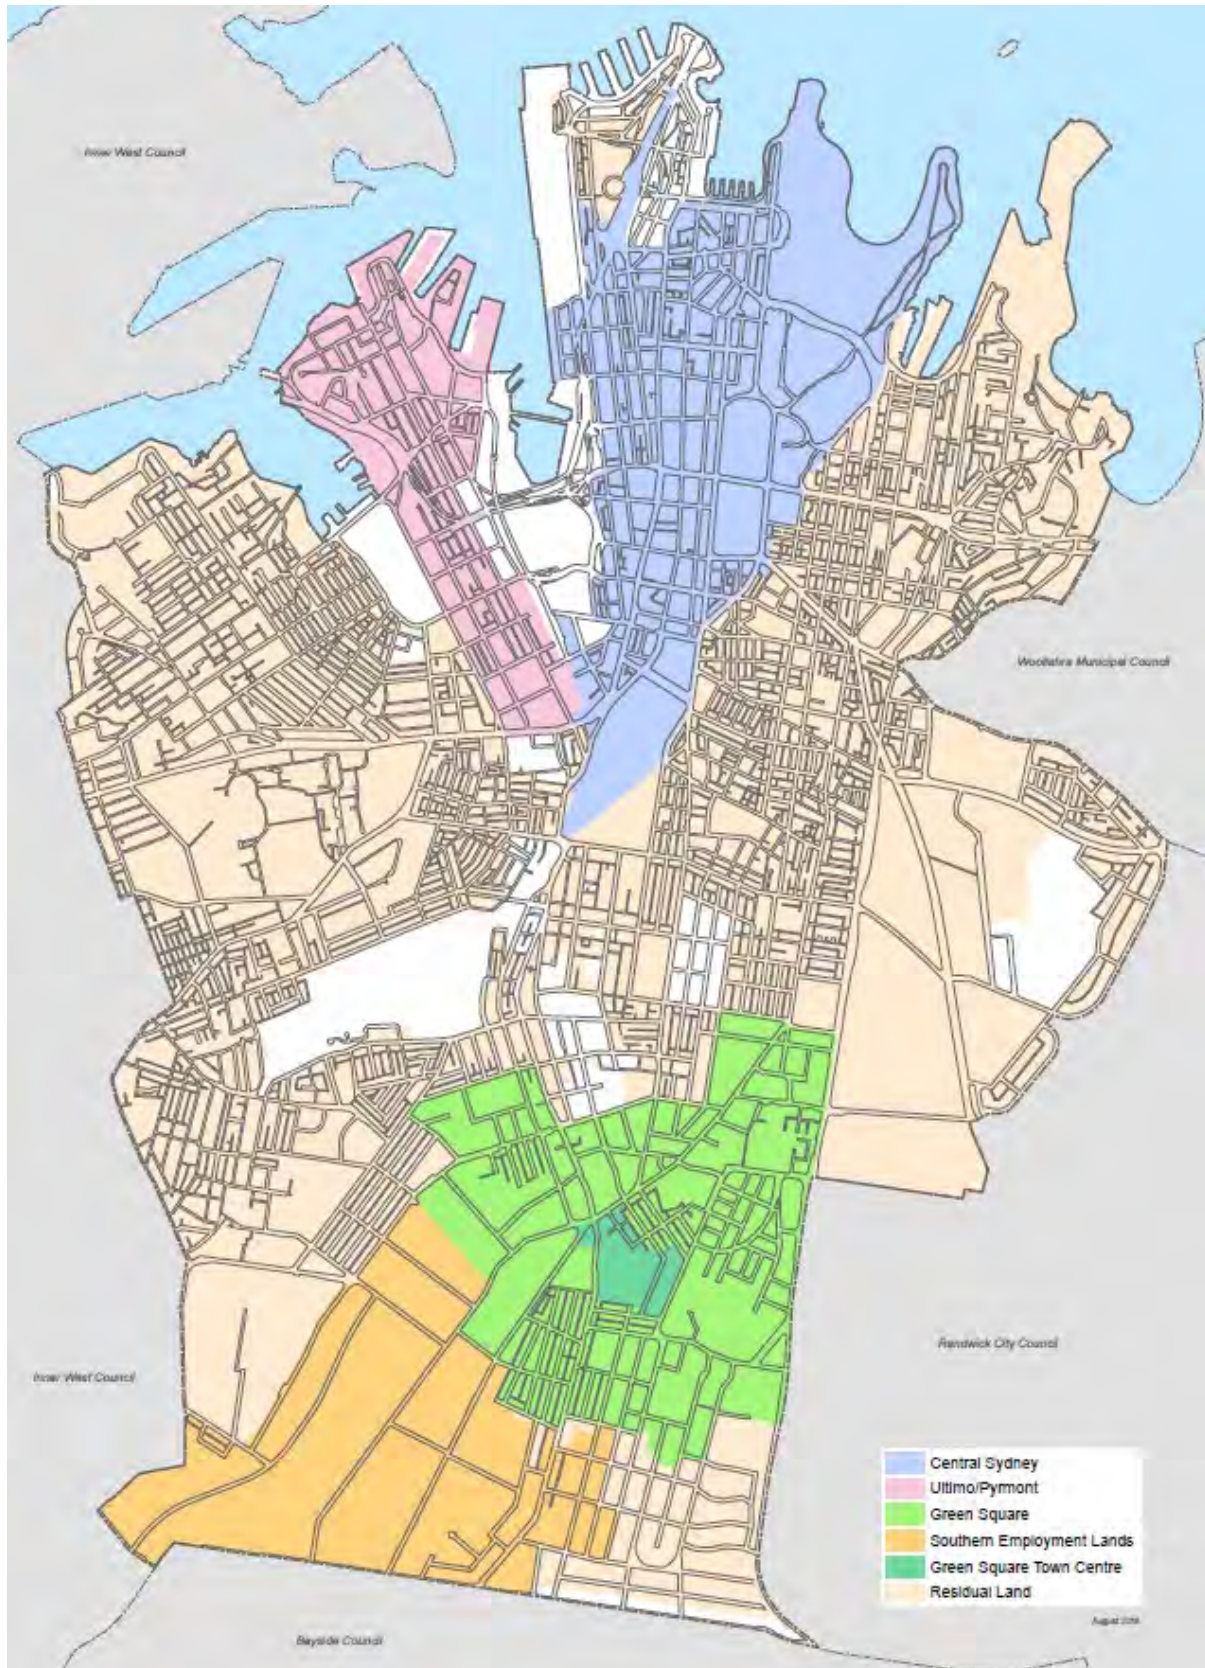 Inner West Council
Woollahra Municipal Council
Randwick City Council
Inner West Council
Central Sydney
Ultimo/Pyrmont
Green Square
Southern Employment Lands
Green Square Town Centre
Residual Land
August
Bayside Council